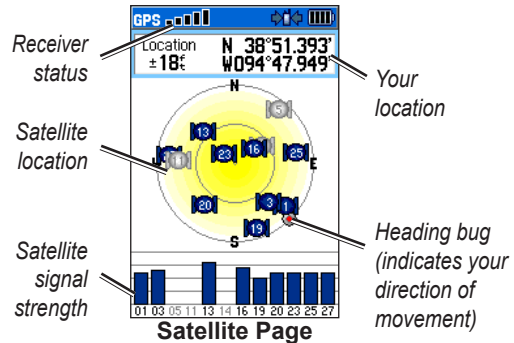 GPS
Receiver
status
Location
±18ft
N 38°51.393'
W094°47.949'
Your
location
N
5
13
16
25
11
23
E
Satellite
location
20
3
1
19
S
Heading bug
(indicates your
direction of
movement)
Satellite
signal
strength
01 03 05 11 13 14 16 19 20 23 25 27
Satellite Page